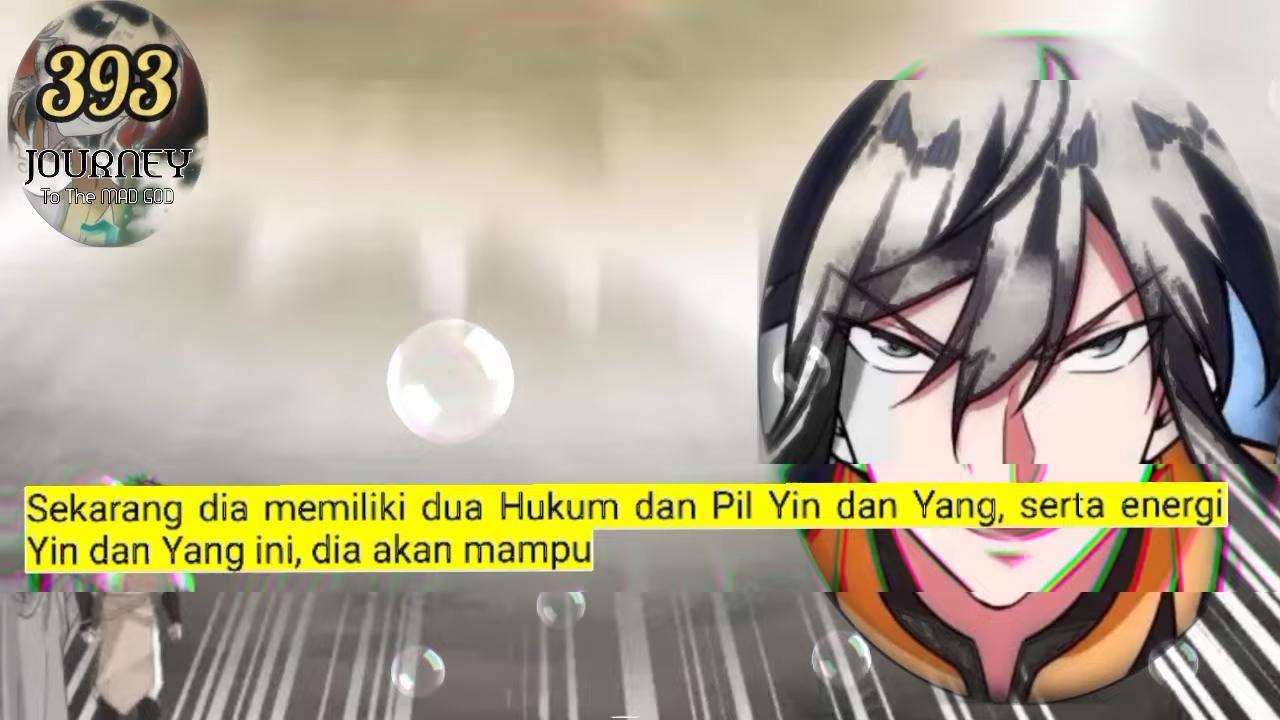 393
JOURNEY
To The MAD GOD
Sekarang dia memiliki dua Hukum dan Pil Yin dan Yang, serta energi
Yin dan Yang ini, dia akan mampu